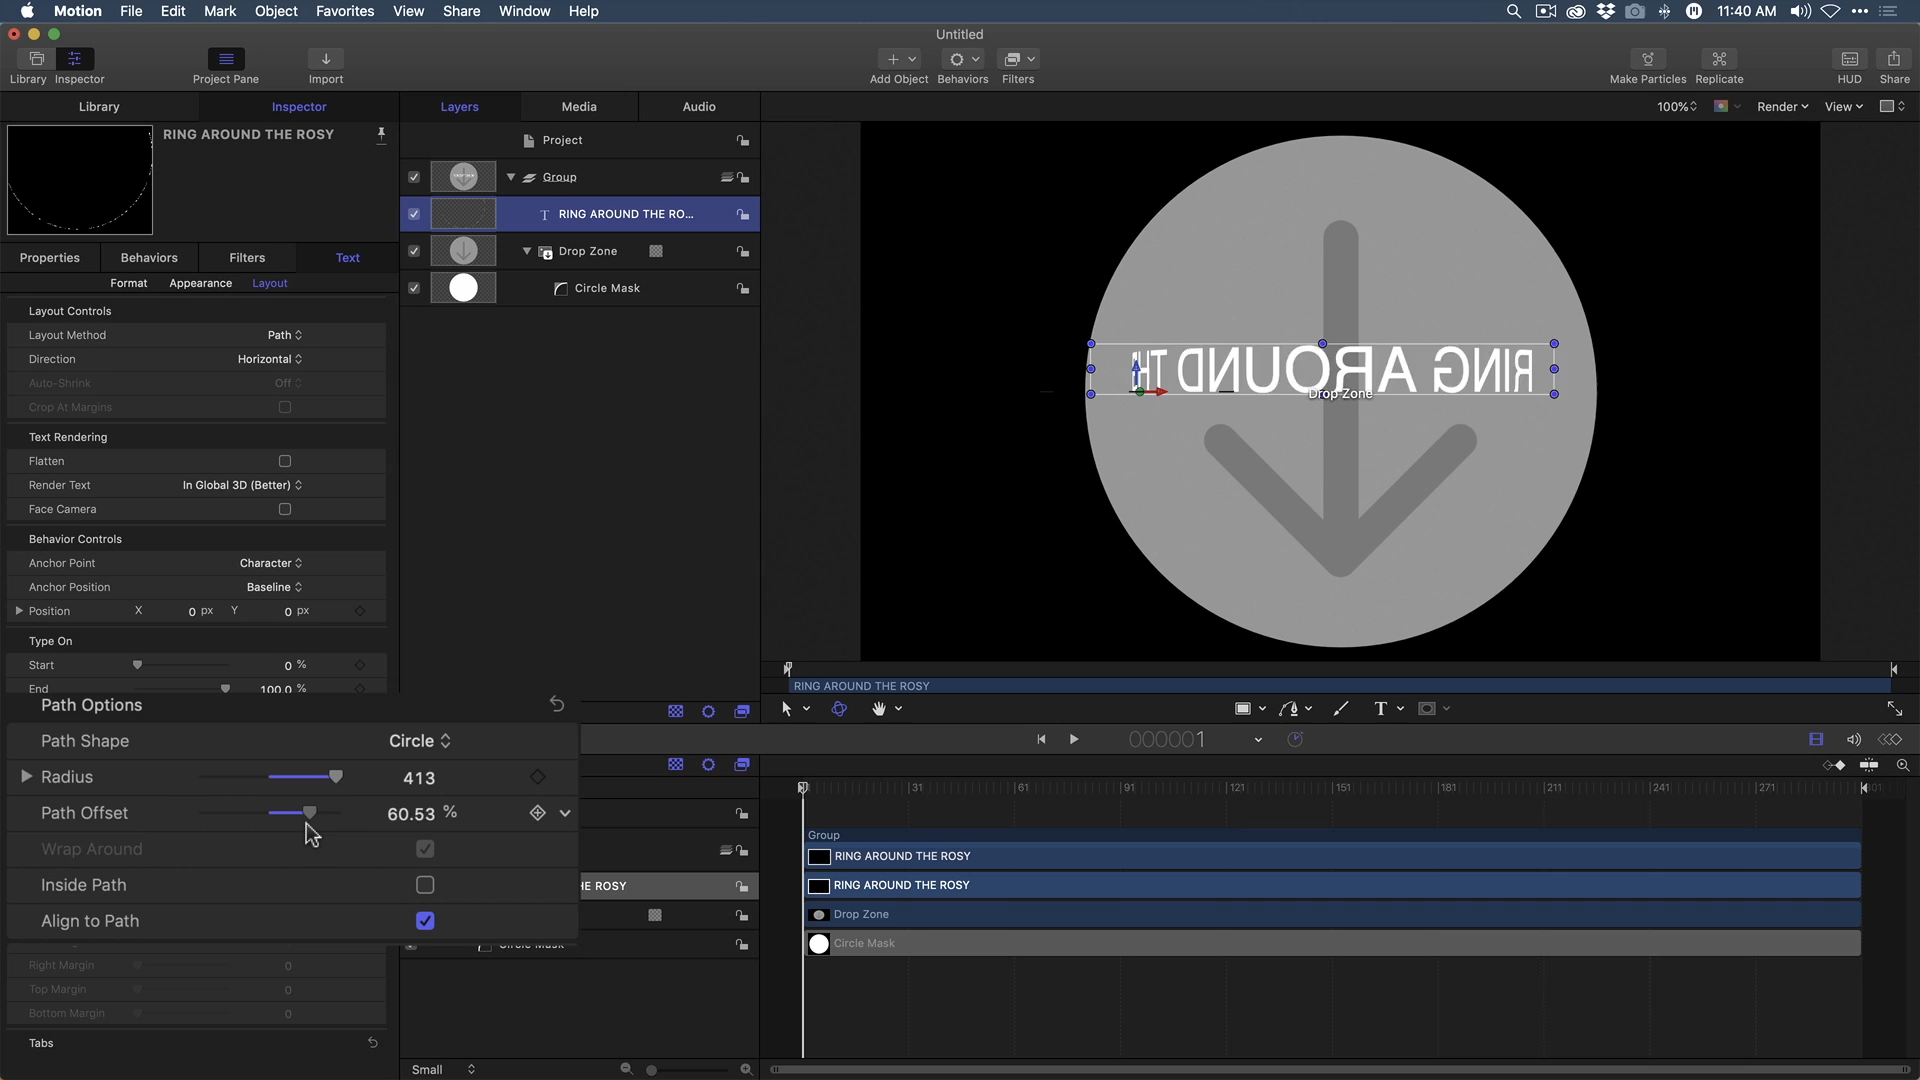 Motion File Edit Mark Object Favorites View Share Window Help 11:40 AM
Untitled
Library Inspector Project Pane Import Add Object Behaviors Filters Make Particles Replicate HUD Share
Library Inspector Layers Media Audio 100% Render View
RING AROUND THE ROSY
Project
Group
RING AROUND THE RO...
Drop Zone
Circle Mask
Properties Behaviors Filters Text
Format Appearance Layout
Layout Controls
Layout Method Path
Direction Horizontal
Auto-Shrink Off
Crop At Margins
Text Rendering
Flatten
Render Text In Global 3D (Better)
Face Camera
Behavior Controls
Anchor Point Character
Anchor Position Baseline
Position X 0 px Y 0 px
Type On
Start 0 %
End 100.0 %
Path Options
Path Shape Circle
Radius 413
Path Offset 60.53 %
Wrap Around
Inside Path
Align to Path
Right Margin 0
Top Margin 0
Bottom Margin 0
Tabs
RING AROUND TH
Drop Zone
RING AROUND THE ROSY
000001
31 61 91 121 151 181 211 241 271 301
HE ROSY
Circle Mask
Group
RING AROUND THE ROSY
RING AROUND THE ROSY
Drop Zone
Circle Mask
Small